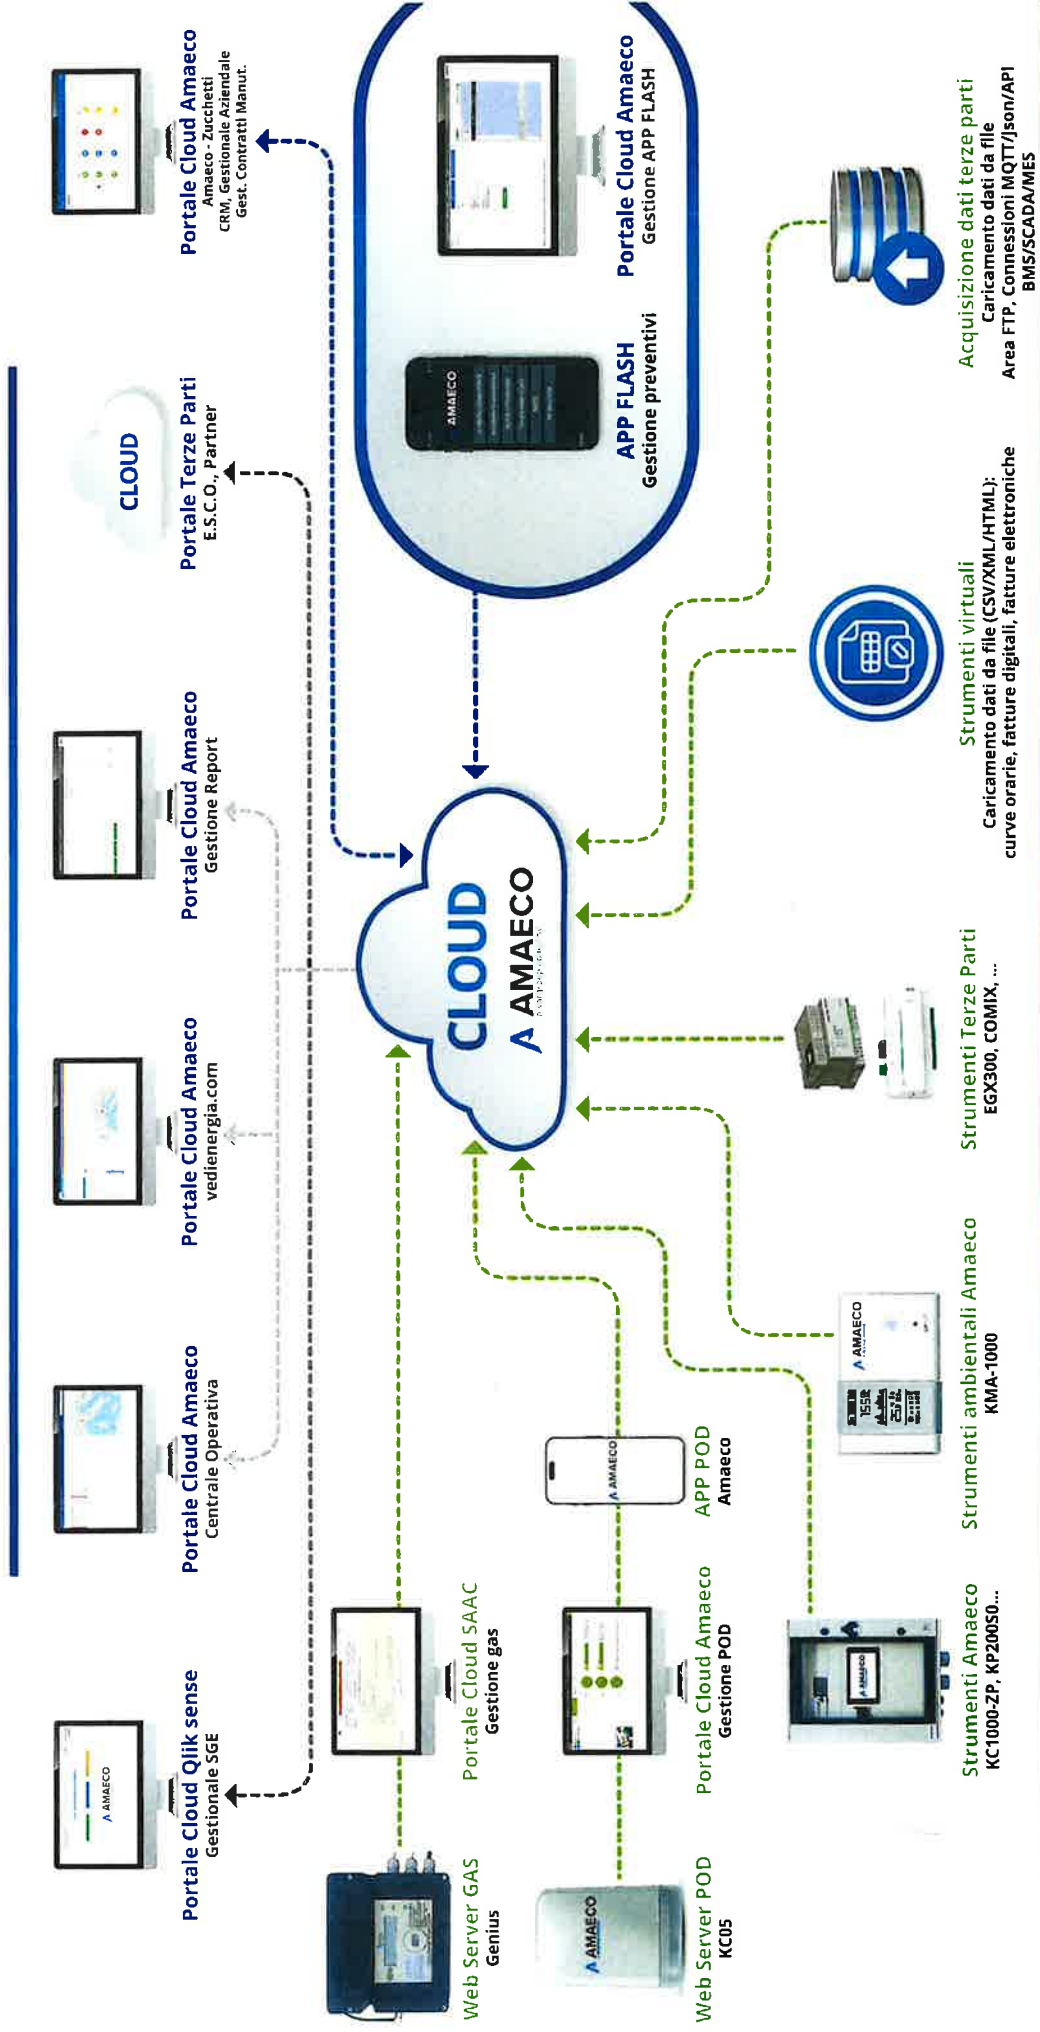 Portale Cloud Qlik sense
Gestionale SGE
Portale Cloud Amaeco
Centrale Operativa
Portale Cloud Amaeco
vedienergia.com
Portale Cloud Amaeco
Gestione Report
CLOUD
Portale Terze Parti
E.S.C.O., Partner
Portale Cloud Amaeco
Amaeco - Zucchetti
CRM, Gestionale Aziendale
Gest. Contratti Manut.
AMAECO
Web Server GAS
Genius
Portale Cloud SAAC
Gestione gas
CLOUD
AMAECO
AMAECO
APP FLASH
Gestione preventivi
Portale Cloud Amaeco
Gestione APP FLASH
AMAECO
Web Server POD
KC05
Portale Cloud Amaeco
Gestione POD
AMAECO
APP POD
Amaeco
AMAECO
Strumenti Amaeco
KC1000-ZP, KP200S0...
AMAECO
Strumenti ambientali Amaeco
KMA-1000
Strumenti Terze Parti
EGX300, COMIX, ...
Strumenti virtuali
Caricamento dati da file (CSV/XML/HTML):
curve orarie, fatture digitali, fatture elettroniche
Acquisizione dati terze parti
Caricamento dati da file
Area FTP, Connessioni MQTT/Json/API
BMS/SCADA/MES